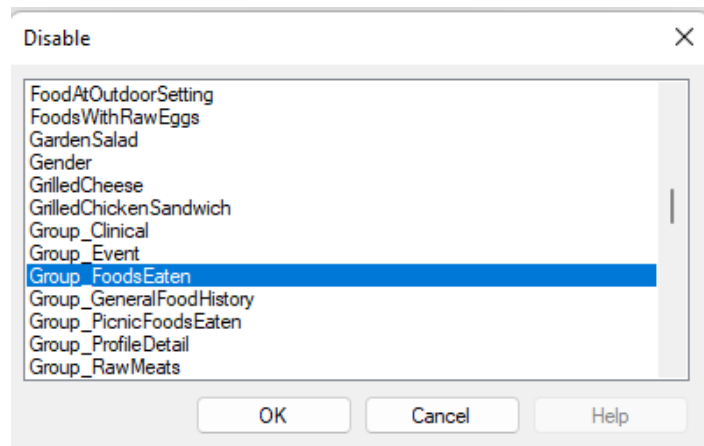 Disable
FoodAtOutdoorSetting
FoodsWithRawEggs
GardenSalad
Gender
GrilledCheese
GrilledChickenSandwich
Group_Clinical
Group_Event
Group_FoodsEaten
Group_GeneralFoodHistory
Group_PicnicFoodsEaten
Group_ProfileDetail
Group_RawMeats
OK Cancel Help